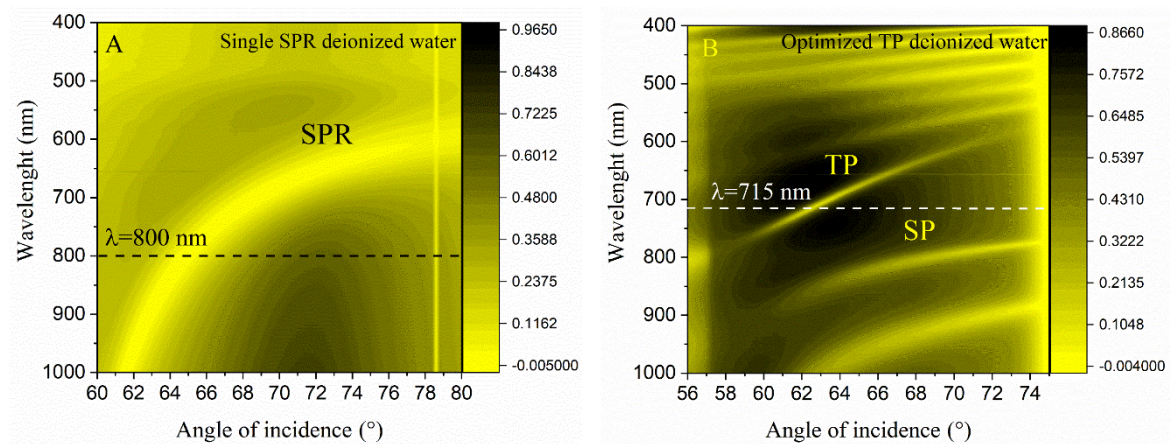 A
Single SPR deionized water
SPR
λ=800 nm
400
500
600
700
800
900
1000
Wavelenght (nm)
60 62 64 66 68 70 72 74 76 78 80
Angle of incidence (°)
0.9650
0.8438
0.7225
0.6012
0.4800
0.3588
0.2375
0.1162
-0.005000
B
Optimized TP deionized water
TP
λ=715 nm
SP
400
500
600
700
800
900
1000
Wavelenght (nm)
56 58 60 62 64 66 68 70 72 74
Angle of incidence (°)
0.8660
0.7572
0.6485
0.5397
0.4310
0.3222
0.2135
0.1048
-0.004000